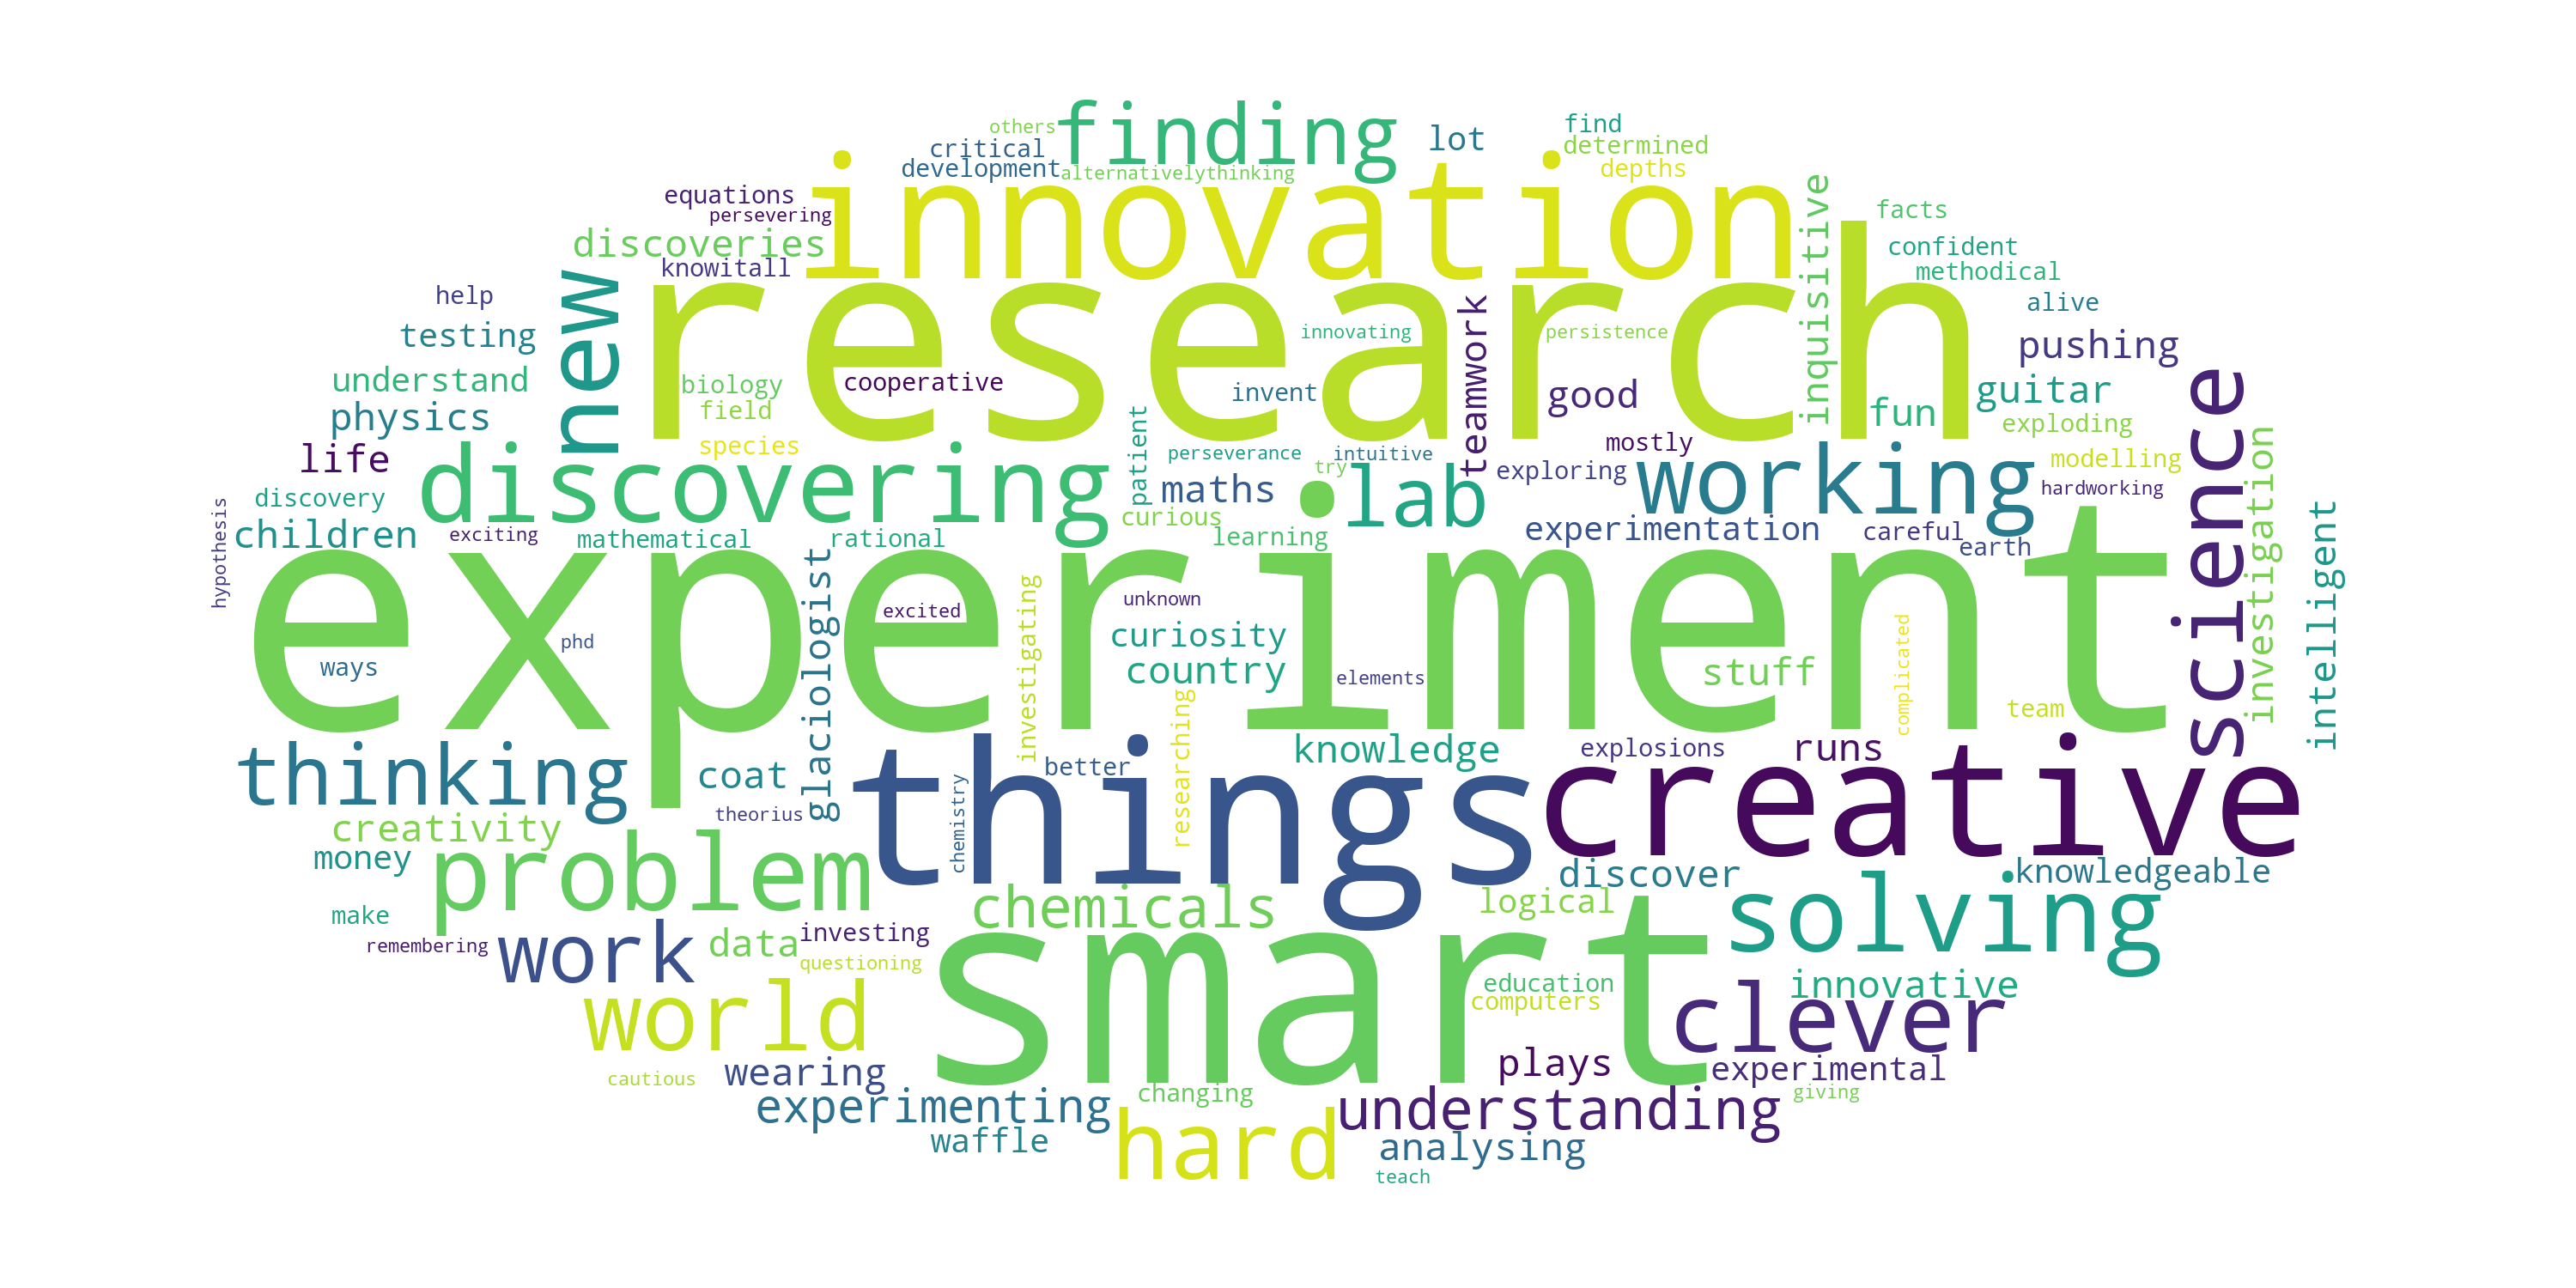 others
finding
lot
find
critical
determined
development
alternativelythinking
depths
innovation
equations
persevering
inquisitive
facts
discoveries
knowitall
confident
methodical
help
new
research
alive
testing
innovating
teamwork
persistence
pushing
understand
biology
cooperative
invent
good
fun
guitar
physics
field
exploding
science
life
species
patient
perseverance
intuitive
mostly
working
modelling
investigation
discovery
discovering
maths
try
lab
exploring
hardworking
hypothesis
children
exciting
mathematical
rational
curious
learning
experimentation
careful
earth
intelligent
experiment
glaciologist
excited
investigating
unknown
phd
curiosity
complicated
ways
country
elements
stuff
researching
team
thinking
coat
better
knowledge
explosions
runs
theorius
chemistry
things
creative
creativity
money
problem
discover
knowledgeable
make
chemicals
logical
solving
remembering
work
data
investing
questioning
smart
education
computers
innovative
world
clever
cautious
wearing
plays
experimental
changing
giving
experimenting
understanding
waffle
hard
analysing
teach